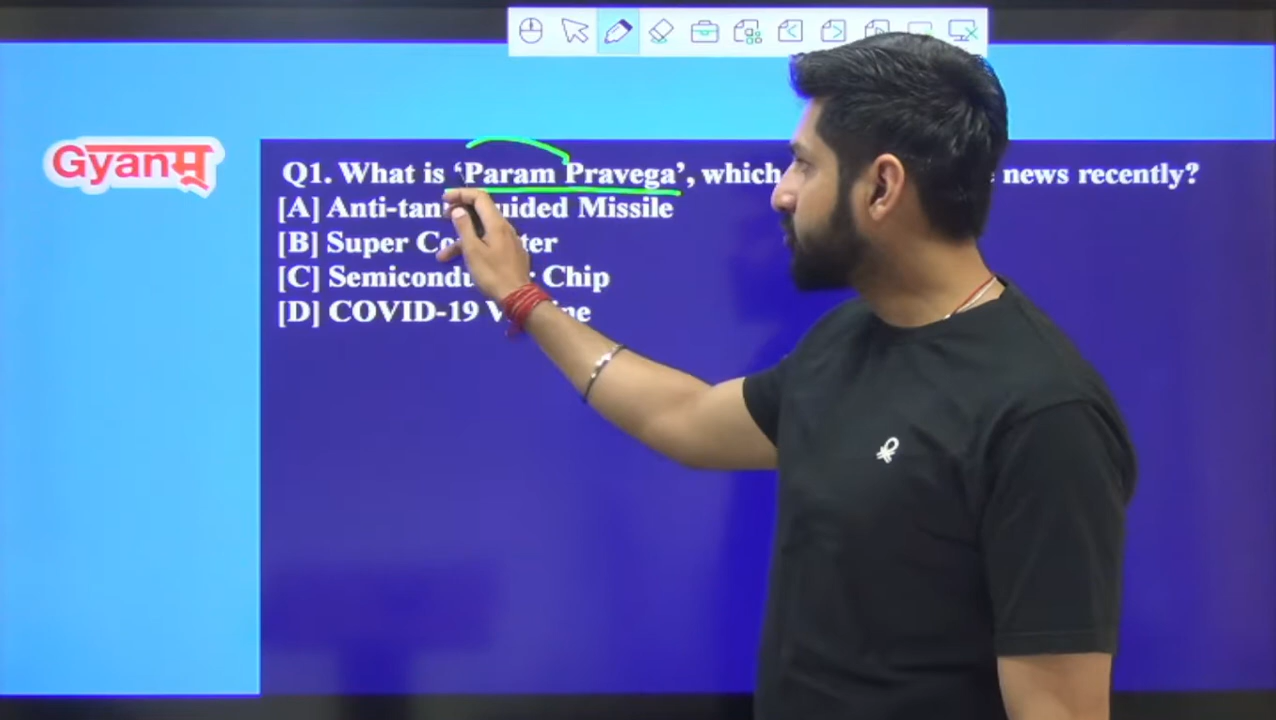 Gyanम्
Q1. What is ‘Param Pravega’, which news recently?
[A] Anti-tan uided Missile
[B] Super Co ter
[C] Semicondu r Chip
[D] COVID-19 V ine